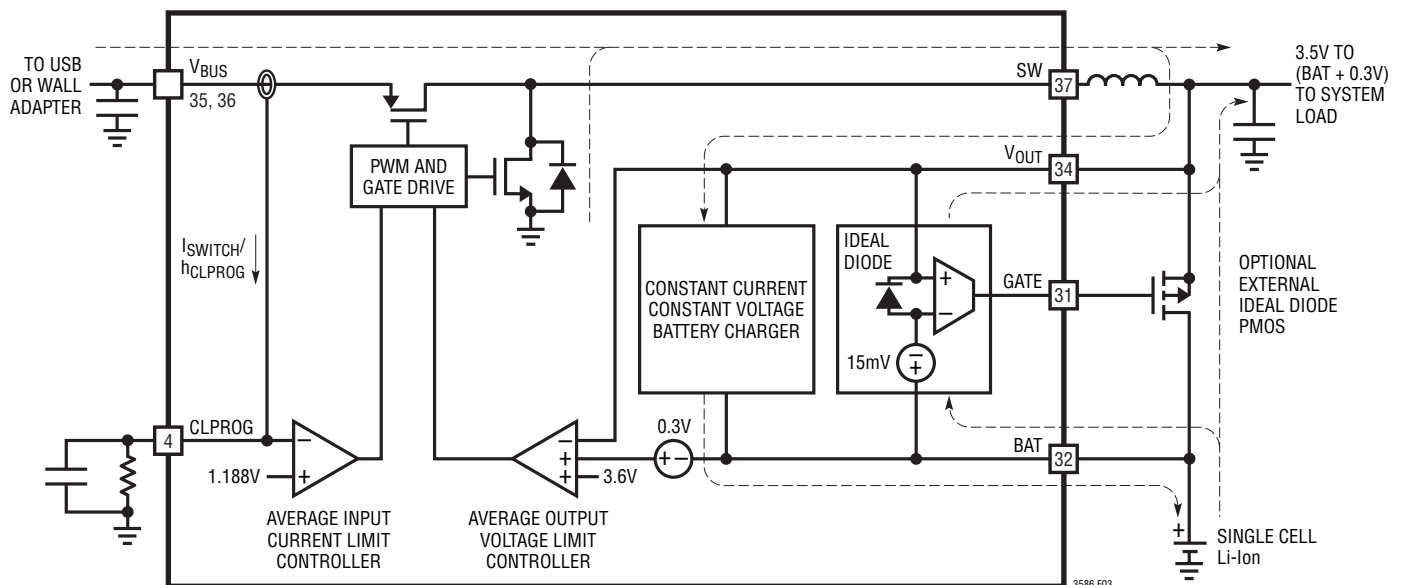 TO USB
OR WALL
ADAPTER
VBUS
35, 36
SW
37
3.5V TO
(BAT + 0.3V)
TO SYSTEM
LOAD
PWM AND
GATE DRIVE
VOUT
34
ISWITCH/
hCLPROG
CONSTANT CURRENT
CONSTANT VOLTAGE
BATTERY CHARGER
IDEAL
DIODE
+
−
15mV
−
+
GATE
31
OPTIONAL
EXTERNAL
IDEAL DIODE
PMOS
4
CLPROG
−
1.188V
+
AVERAGE INPUT
CURRENT LIMIT
CONTROLLER
−
+
+
3.6V
0.3V
+ −
AVERAGE OUTPUT
VOLTAGE LIMIT
CONTROLLER
BAT
32
+
SINGLE CELL
Li-Ion
3586 F03